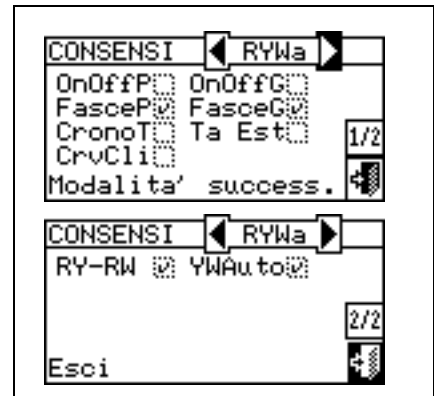 CONSENSI RYWa
OnOffP OnOffG
FasceP FasceG
CronoT Ta Est
CrvCli
1/2
Modalita' success.
CONSENSI RYWa
RY-RW YWAuto
2/2
Esci